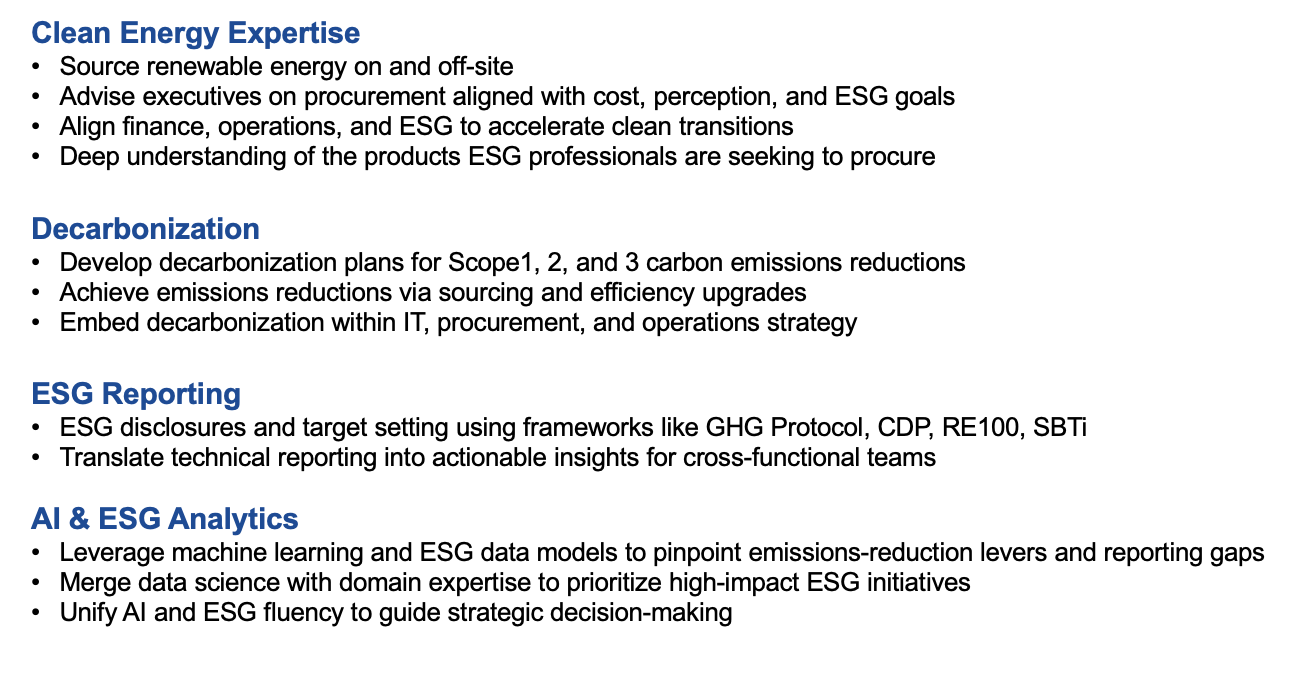 Clean Energy Expertise
• Source renewable energy on and off-site
• Advise executives on procurement aligned with cost, perception, and ESG goals
• Align finance, operations, and ESG to accelerate clean transitions
• Deep understanding of the products ESG professionals are seeking to procure
Decarbonization
• Develop decarbonization plans for Scope1, 2, and 3 carbon emissions reductions
• Achieve emissions reductions via sourcing and efficiency upgrades
• Embed decarbonization within IT, procurement, and operations strategy
ESG Reporting
• ESG disclosures and target setting using frameworks like GHG Protocol, CDP, RE100, SBTi
• Translate technical reporting into actionable insights for cross-functional teams
AI & ESG Analytics
• Leverage machine learning and ESG data models to pinpoint emissions-reduction levers and reporting gaps
• Merge data science with domain expertise to prioritize high-impact ESG initiatives
• Unify AI and ESG fluency to guide strategic decision-making